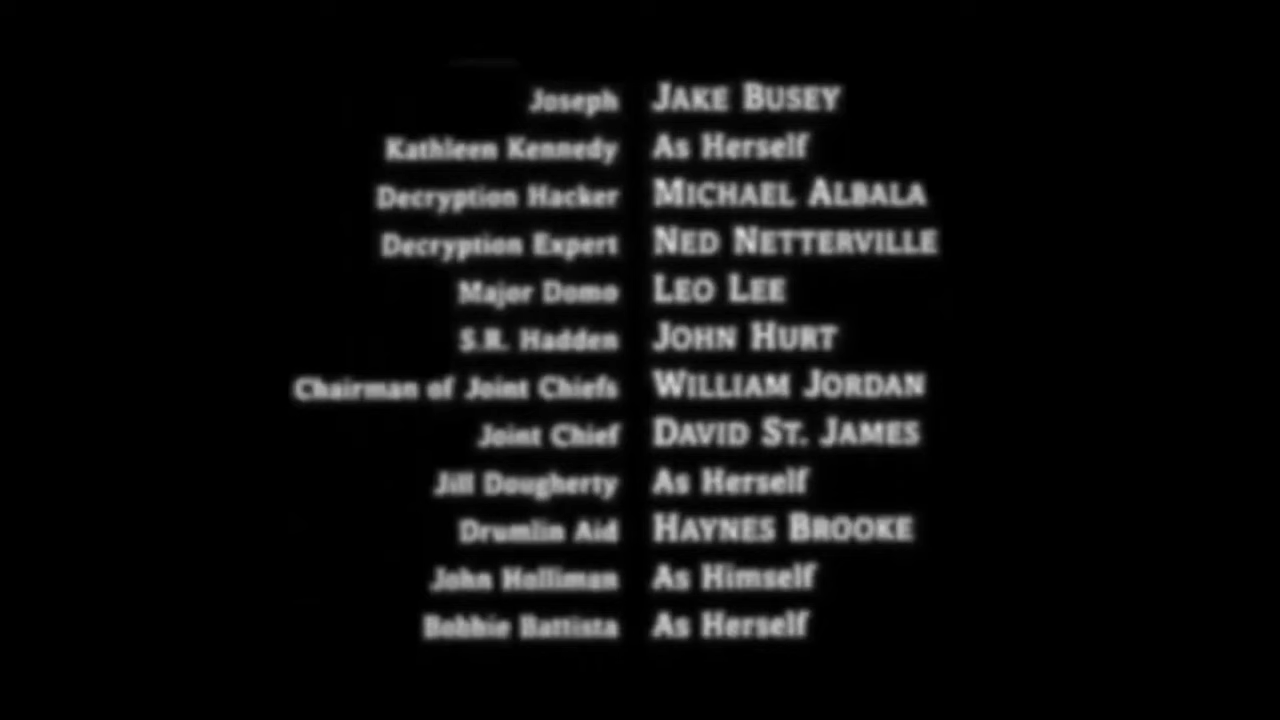 Joseph JAKE BUSEY
Kathleen Kennedy As Herself
Decryption Hacker MICHAEL ALBALA
Decryption Expert NED NETTERVILLE
Major Domo LEO LEE
S.R. Hadden JOHN HURT
Chairman of Joint Chiefs WILLIAM JORDAN
Joint Chief DAVID ST. JAMES
Jill Dougherty As Herself
Drumlin Aid HAYNES BROOKE
John Holliman As Himself
Bobbie Battista As Herself